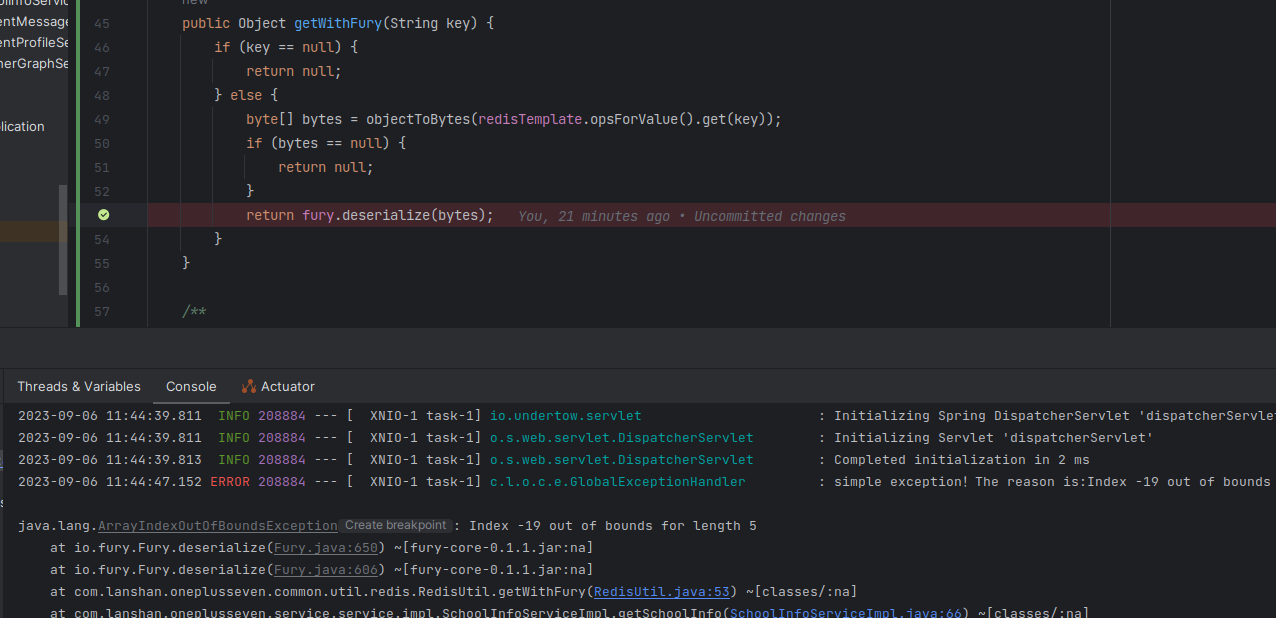 new
45 public Object getWithFury(String key) {
46 if (key == null) {
47 return null;
48 } else {
49 byte[] bytes = objectToBytes(redisTemplate.opsForValue().get(key));
50 if (bytes == null) {
51 return null;
52 }
return fury.deserialize(bytes); You, 21 minutes ago • Uncommitted changes
54 }
55 }
56
57 /**
entMessage
entProfileSe
nerGraphSe
lication
Threads & Variables Console Actuator
2023-09-06 11:44:39.811 INFO 208884 --- [ XNIO-1 task-1] io.undertow.servlet : Initializing Spring DispatcherServlet 'dispatcherServlet
2023-09-06 11:44:39.811 INFO 208884 --- [ XNIO-1 task-1] o.s.web.servlet.DispatcherServlet : Initializing Servlet 'dispatcherServlet'
2023-09-06 11:44:39.813 INFO 208884 --- [ XNIO-1 task-1] o.s.web.servlet.DispatcherServlet : Completed initialization in 2 ms
2023-09-06 11:44:47.152 ERROR 208884 --- [ XNIO-1 task-1] c.l.o.c.e.GlobalExceptionHandler : simple exception! The reason is:Index -19 out of bounds
java.lang.ArrayIndexOutOfBoundsException Create breakpoint : Index -19 out of bounds for length 5
at io.fury.Fury.deserialize(Fury.java:650) ~[fury-core-0.1.1.jar:na]
at io.fury.Fury.deserialize(Fury.java:606) ~[fury-core-0.1.1.jar:na]
at com.lanshan.oneplusseven.common.util.redis.RedisUtil.getWithFury(RedisUtil.java:53) ~[classes/:na]
at com.lanshan.oneplusseven.service.service.impl.SchoolInfoServiceImpl.getSchoolInfo(SchoolInfoServiceImpl.java:66) ~[classes/:na]